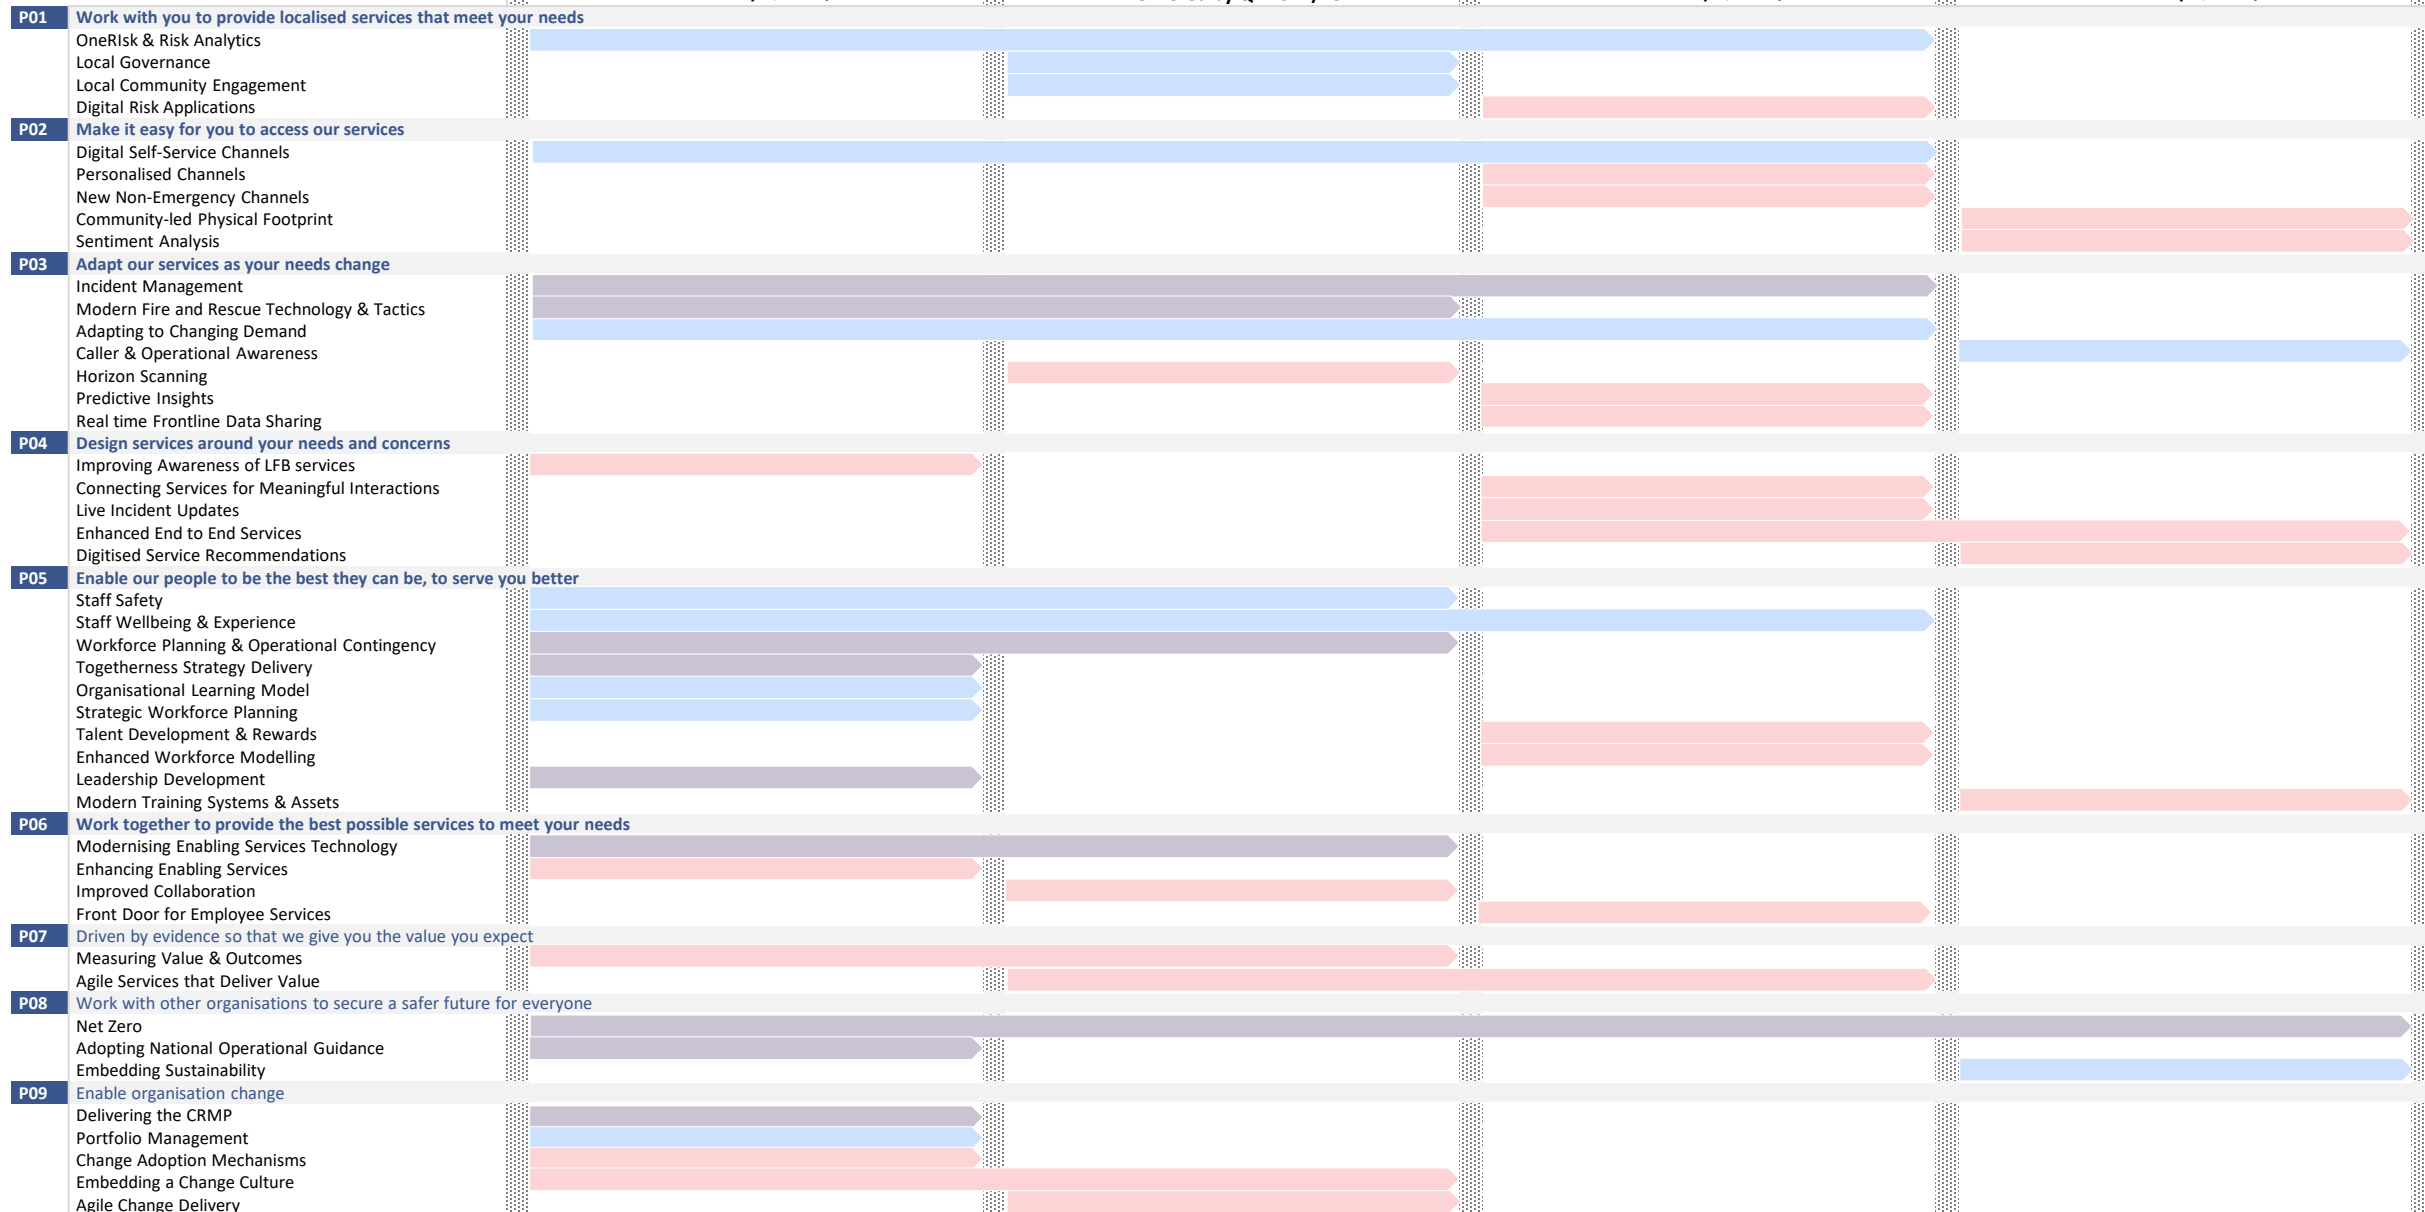 P01 Work with you to provide localised services that meet your needs
OneRIsk & Risk Analytics
Local Governance
Local Community Engagement
Digital Risk Applications
P02 Make it easy for you to access our services
Digital Self-Service Channels
Personalised Channels
New Non-Emergency Channels
Community-led Physical Footprint
Sentiment Analysis
P03 Adapt our services as your needs change
Incident Management
Modern Fire and Rescue Technology & Tactics
Adapting to Changing Demand
Caller & Operational Awareness
Horizon Scanning
Predictive Insights
Real time Frontline Data Sharing
P04 Design services around your needs and concerns
Improving Awareness of LFB services
Connecting Services for Meaningful Interactions
Live Incident Updates
Enhanced End to End Services
Digitised Service Recommendations
P05 Enable our people to be the best they can be, to serve you better
Staff Safety
Staff Wellbeing & Experience
Workforce Planning & Operational Contingency
Togetherness Strategy Delivery
Organisational Learning Model
Strategic Workforce Planning
Talent Development & Rewards
Enhanced Workforce Modelling
Leadership Development
Modern Training Systems & Assets
P06 Work together to provide the best possible services to meet your needs
Modernising Enabling Services Technology
Enhancing Enabling Services
Improved Collaboration
Front Door for Employee Services
P07 Driven by evidence so that we give you the value you expect
Measuring Value & Outcomes
Agile Services that Deliver Value
P08 Work with other organisations to secure a safer future for everyone
Net Zero
Adopting National Operational Guidance
Embedding Sustainability
P09 Enable organisation change
Delivering the CRMP
Portfolio Management
Change Adoption Mechanisms
Embedding a Change Culture
Agile Change Delivery